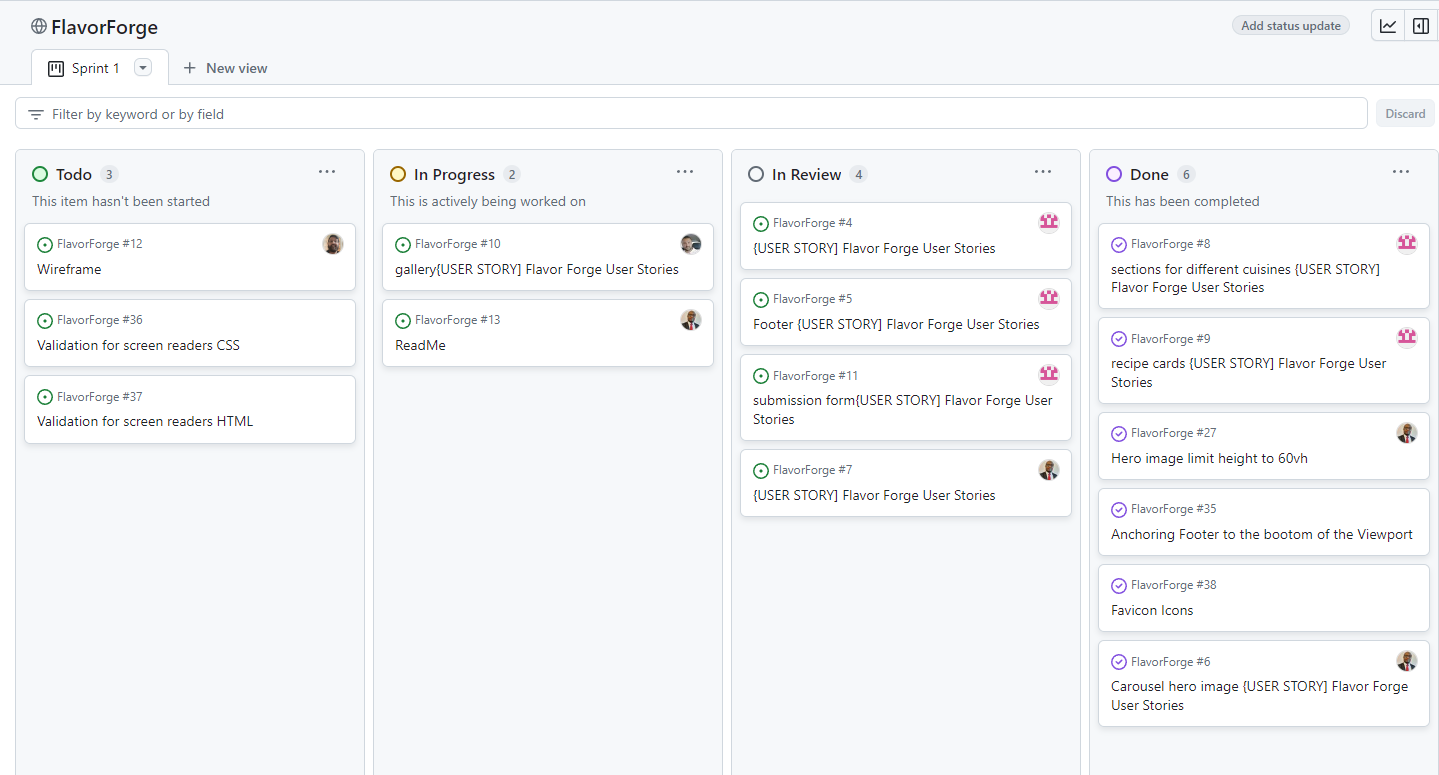 FlavorForge
Add status update
Sprint 1
New view
Filter by keyword or by field
Discard
Todo 3
This item hasn't been started
FlavorForge #12
Wireframe
FlavorForge #36
Validation for screen readers CSS
FlavorForge #37
Validation for screen readers HTML
In Progress 2
This is actively being worked on
FlavorForge #10
gallery{USER STORY] Flavor Forge User Stories
FlavorForge #13
ReadMe
In Review 4
FlavorForge #4
{USER STORY] Flavor Forge User Stories
FlavorForge #5
Footer {USER STORY] Flavor Forge User Stories
FlavorForge #11
submission form{USER STORY] Flavor Forge User
Stories
FlavorForge #7
{USER STORY] Flavor Forge User Stories
Done 6
This has been completed
FlavorForge #8
sections for different cuisines {USER STORY]
Flavor Forge User Stories
FlavorForge #9
recipe cards {USER STORY] Flavor Forge User
Stories
FlavorForge #27
Hero image limit height to 60vh
FlavorForge #35
Anchoring Footer to the bootom of the Viewport
FlavorForge #38
Favicon Icons
FlavorForge #6
Carousel hero image {USER STORY] Flavor Forge
User Stories